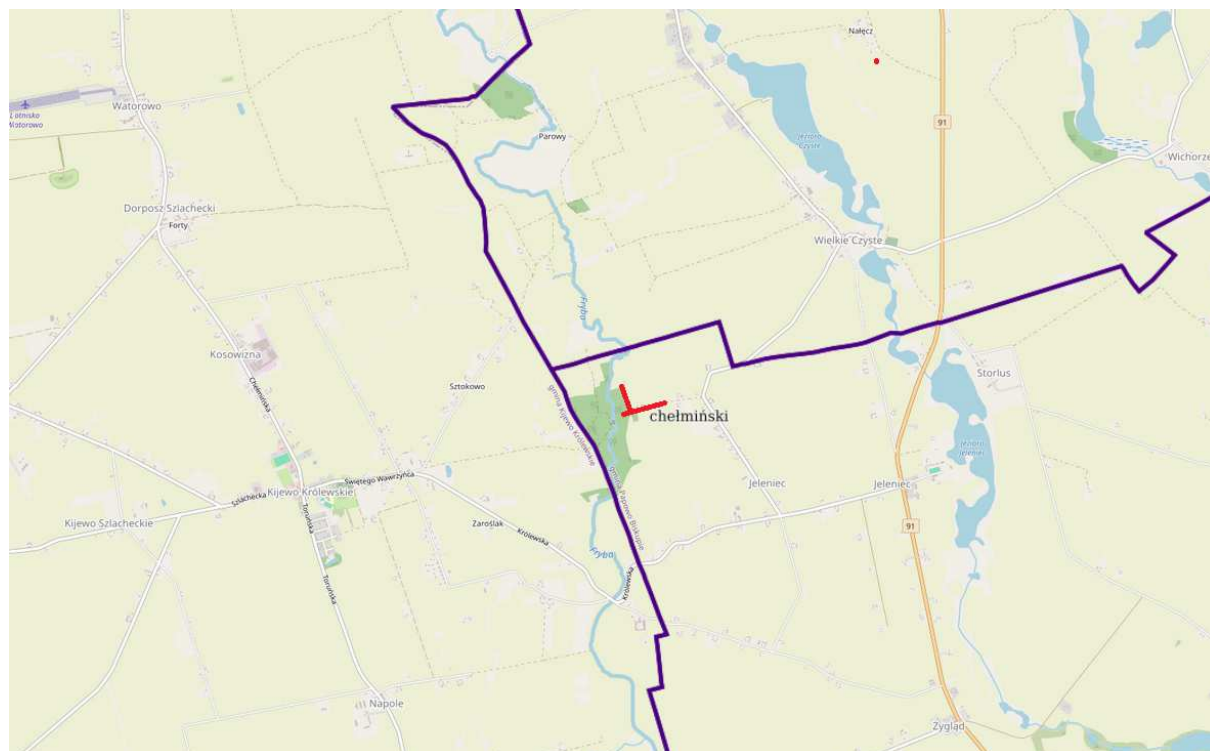 Nałęcz
Lotnisko
Watorowo
Watorowo
91
Parowy
Jezioro
Czyste
Wichorze
Dorposz Szlachecki
Forty
Wielkie Czyste
Fryba
Kosowizna
Storlus
Chełmińska
Sztokowo
gmina Kijewo Królewskie
chełmiński
Jezioro
Jeleniec
Świętego Wawrzyńca
gmina Papowo Biskupie
Jeleniec
Jeleniec
Szlachecka
Kijewo Królewskie
Kijewo Szlacheckie
Toruńska
Zaroślak
Królewska
91
Fryba
Królewska
Toruńska
Napole
Żygląd